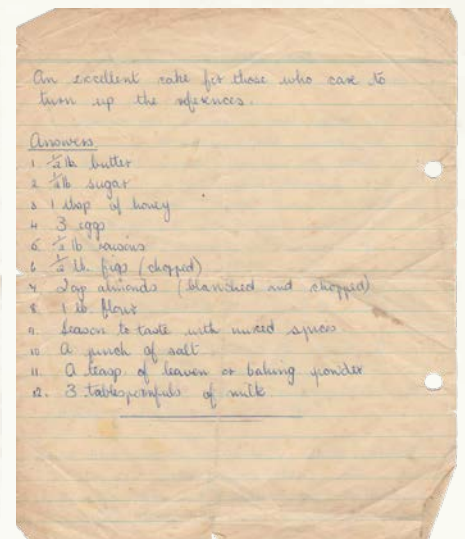 An excellent cake for those who care to
turn up the references.
Answers
1. ½ lb butter
2 ½ lb sugar
3 1 tbsp of honey
4 3 eggs
5 ½ lb raisins
6 ½ lb. figs (chopped)
7 2oz almonds (blanched and chopped)
8 1 lb. flour
9. Season to taste with mixed spices
10 A pinch of salt
11 A teasp of leaven or baking powder
12. 3 tablespoonfuls of milk